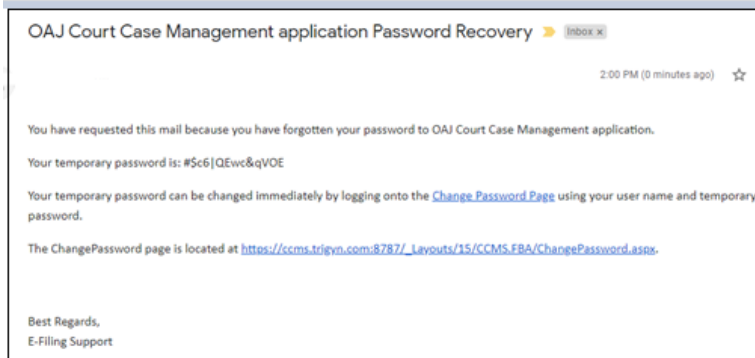 OAJ Court Case Management application Password Recovery Inbox x
2:00 PM (0 minutes ago)
You have requested this mail because you have forgotten your password to OAJ Court Case Management application.
Your temporary password is: #$c6|QEwc&qVOE
Your temporary password can be changed immediately by logging onto the Change Password Page using your user name and temporary
password.
The ChangePassword page is located at https://ccms.trigyn.com:8787/_Layouts/15/CCMS.FBA/ChangePassword.aspx.
Best Regards,
E-Filing Support